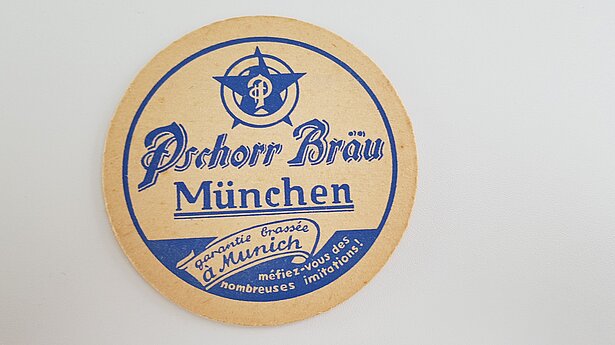 P
Pschorr Bräu
München
garantie brassée
à Munich
méfiez-vous des
nombreuses imitations!